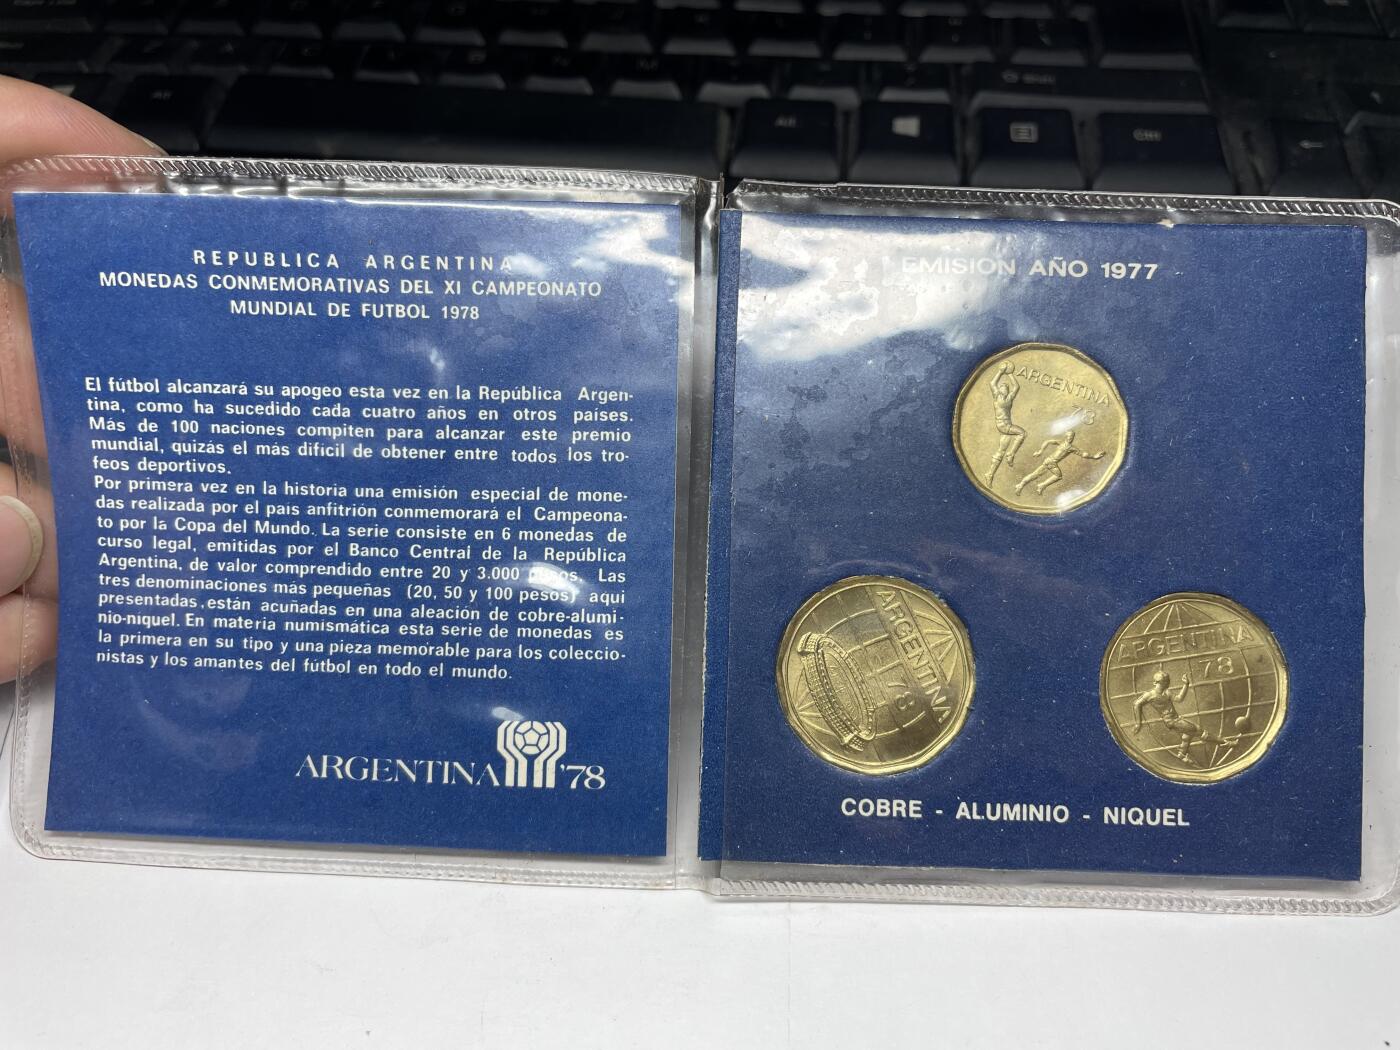 REPUBLICA ARGENTINA
MONEDAS CONMEMORATIVAS DEL XI CAMPEONATO
MUNDIAL DE FUTBOL 1978
El fútbol alcanzará su apogeo esta vez en la República Argen-
tina, como ha sucedido cada cuatro años en otros países.
Más de 100 naciones compiten para alcanzar este premio
mundial, quizás el más dificil de obtener entre todos los tro-
feos deportivos.
Por primera vez en la historia una emisión especial de mone-
das realizada por el pais anfitrión conmemorará el Campeona-
to por la Copa del Mundo. La serie consiste en 6 monedas de
curso legal, emitidas por el Banco Central de la República
Argentina, de valor comprendido entre 20 y 3.000 pesos. Las
tres denominaciones más pequeñas (20, 50 y 100 pesos) aqui
presentadas, están acuñadas en una aleación de cobre-alumi-
nio-niquel. En materia numismática esta serie de monedas es
la primera en su tipo y una pieza memorable para los coleccio-
nistas y los amantes del fútbol en todo el mundo.
ARGENTINA '78
EMISION AÑO 1977
ARGENTINA
78
ARGENTINA
78
ARGENTINA
78
COBRE - ALUMINIO - NIQUEL
Alt
Ctrl